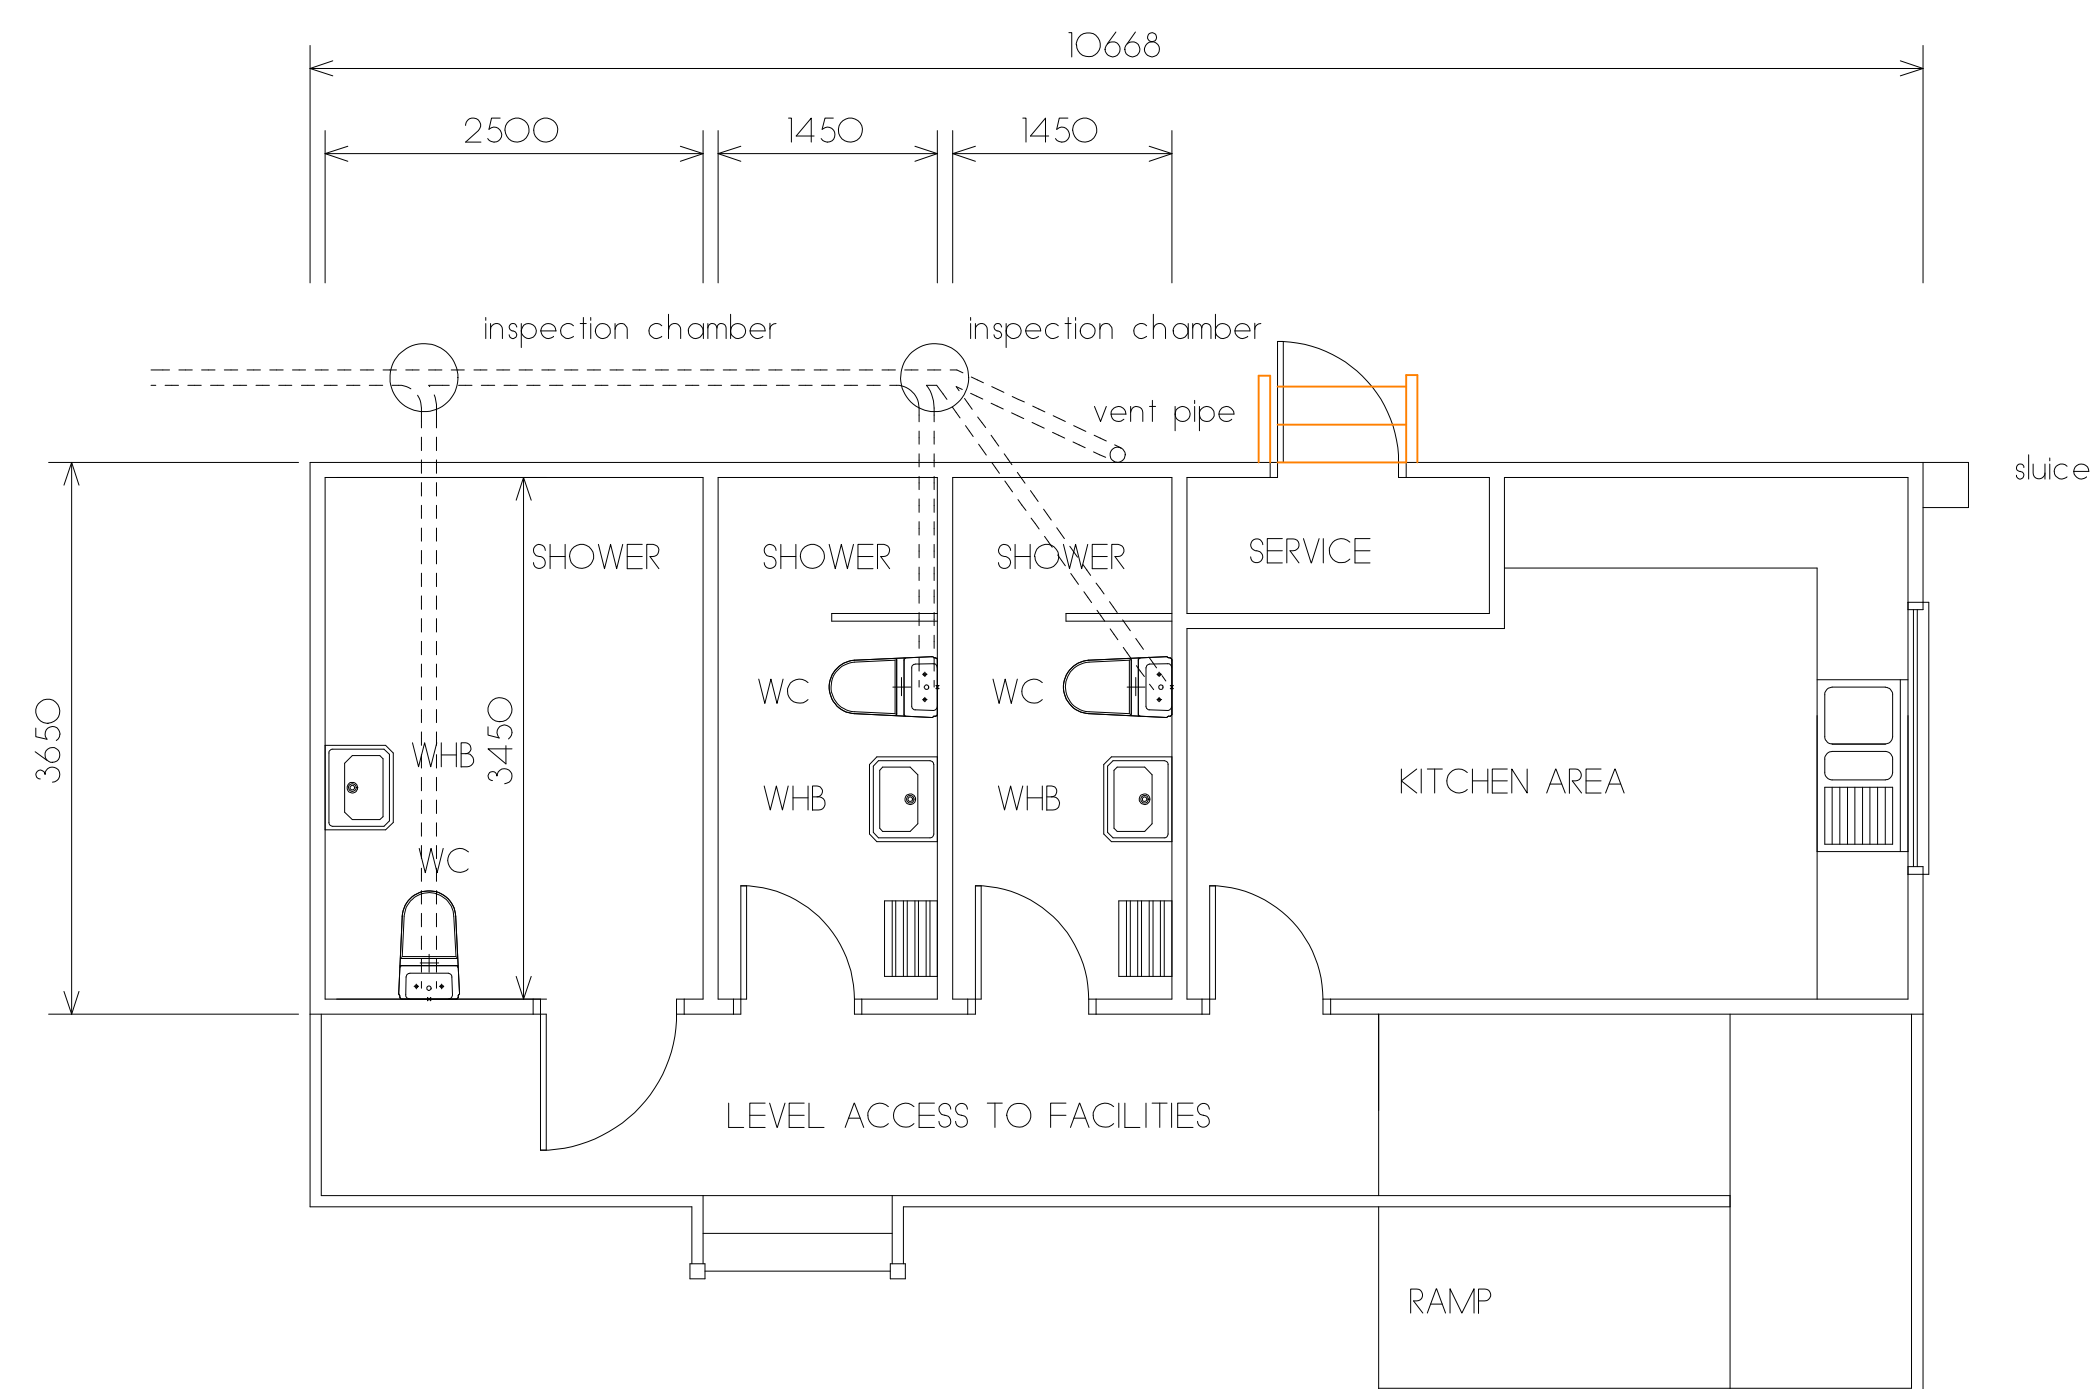 10668
2500
1450
1450
inspection chamber
inspection chamber
vent pipe
sluice
SHOWER
SHOWER
SHOWER
SERVICE
3650
3450
WC
WC
WHB
KITCHEN AREA
WHB
WHB
WC
LEVEL ACCESS TO FACILITIES
RAMP